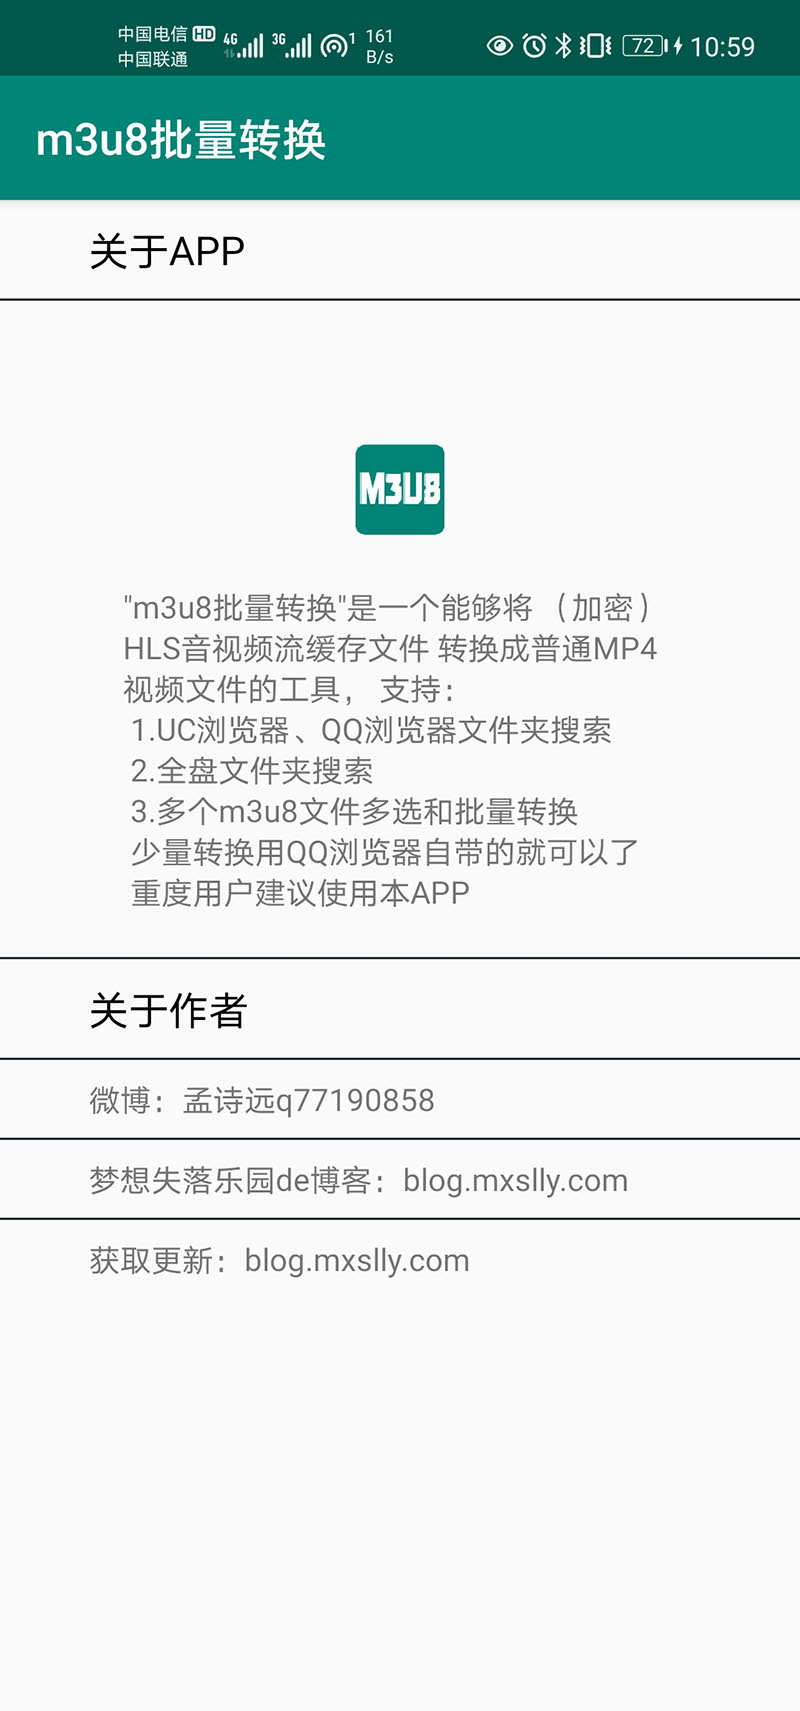 中国电信 HD 4G 3G 1 161
中国联通 B/s 72 10:59
m3u8批量转换
关于APP
M3U8
"m3u8批量转换"是一个能够将 （加密）
HLS音视频流缓存文件 转换成普通MP4
视频文件的工具， 支持：
1.UC浏览器、QQ浏览器文件夹搜索
2.全盘文件夹搜索
3.多个m3u8文件多选和批量转换
少量转换用QQ浏览器自带的就可以了
重度用户建议使用本APP
关于作者
微博：孟诗远q77190858
梦想失落乐园de博客：blog.mxslly.com
获取更新：blog.mxslly.com